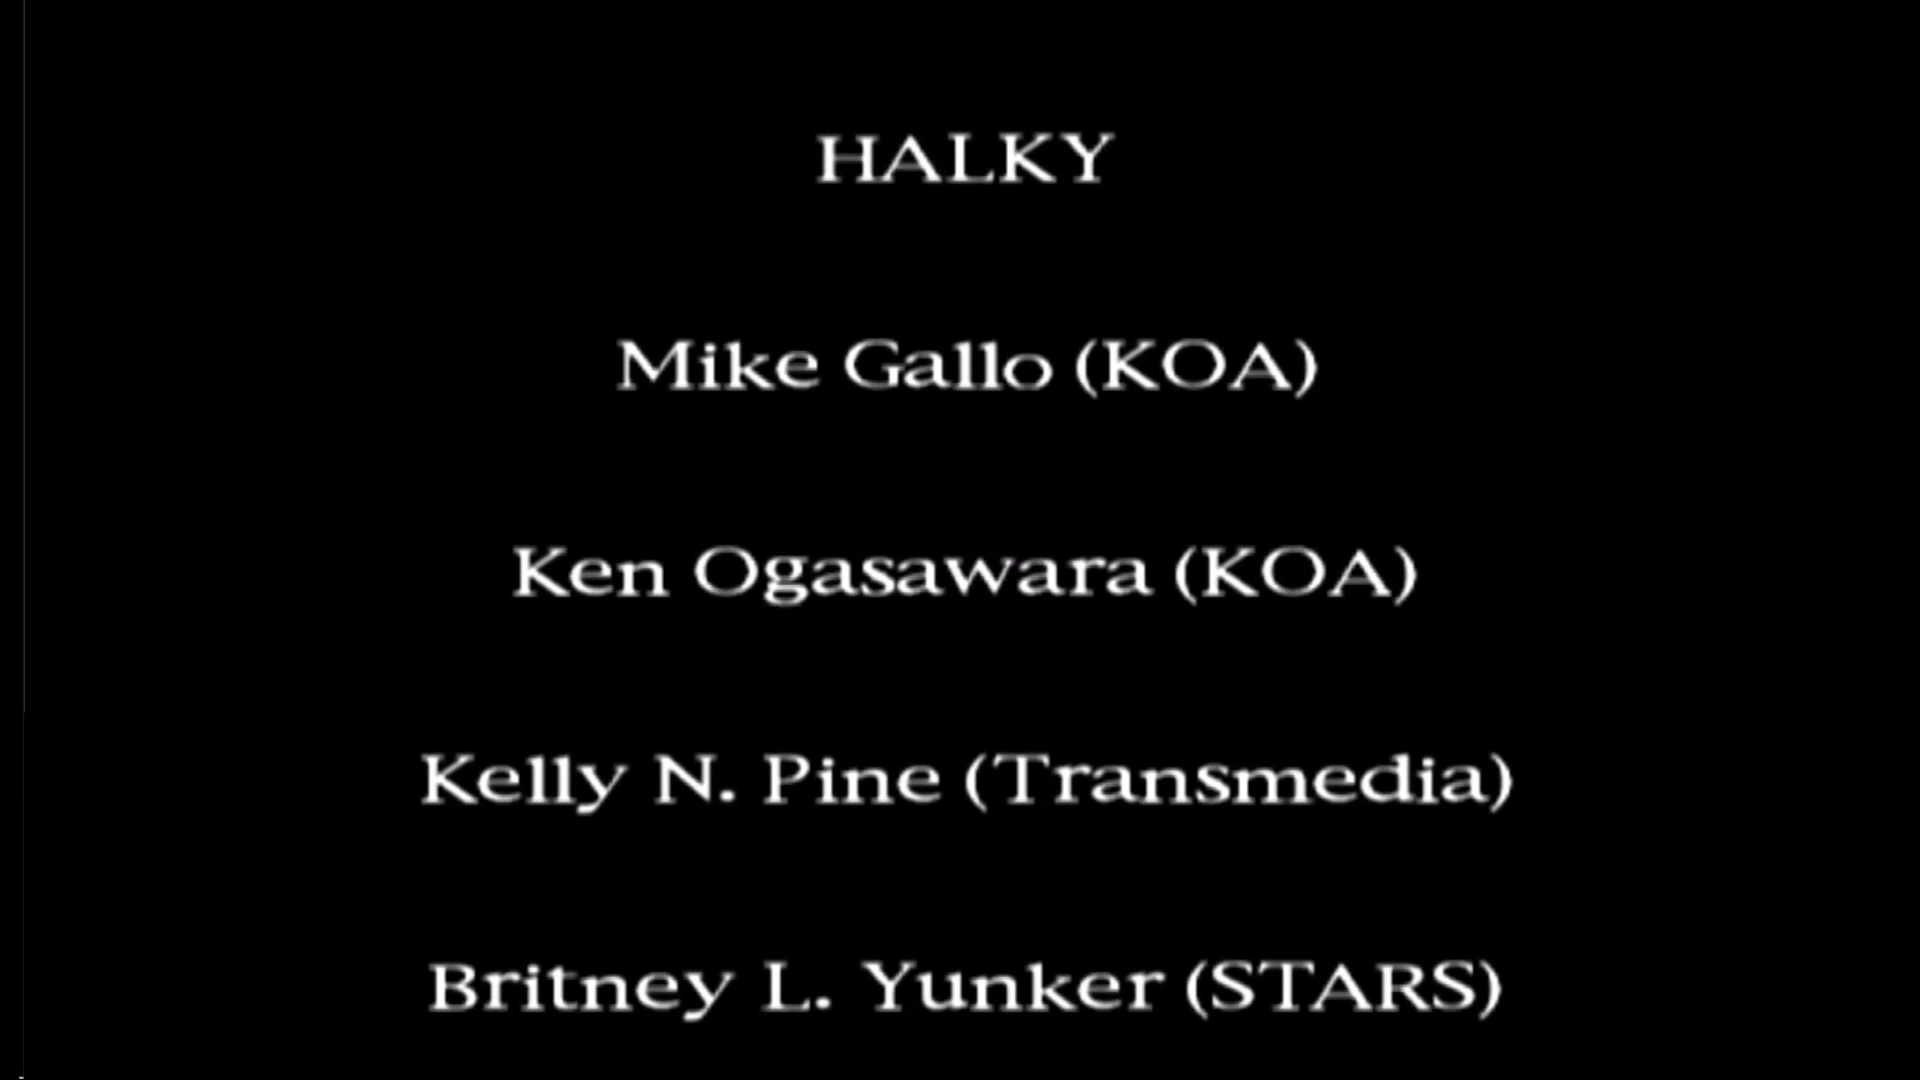 HALKY
Mike Gallo (KOA)
Ken Ogasawara (KOA)
Kelly N. Pine (Transmedia)
Britney L. Yunker (STARS)